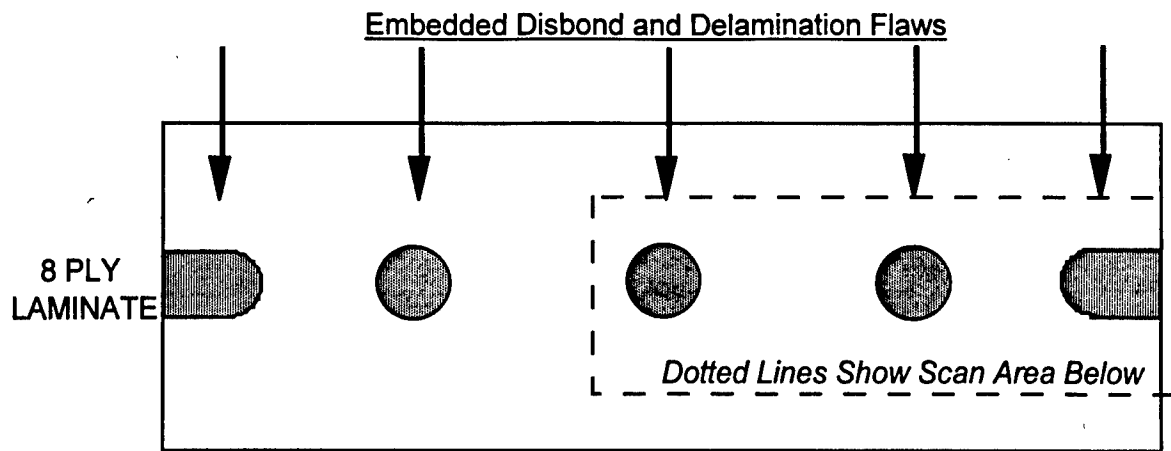 Embedded Disbond and Delamination Flaws
8 PLY
LAMINATE
Dotted Lines Show Scan Area Below